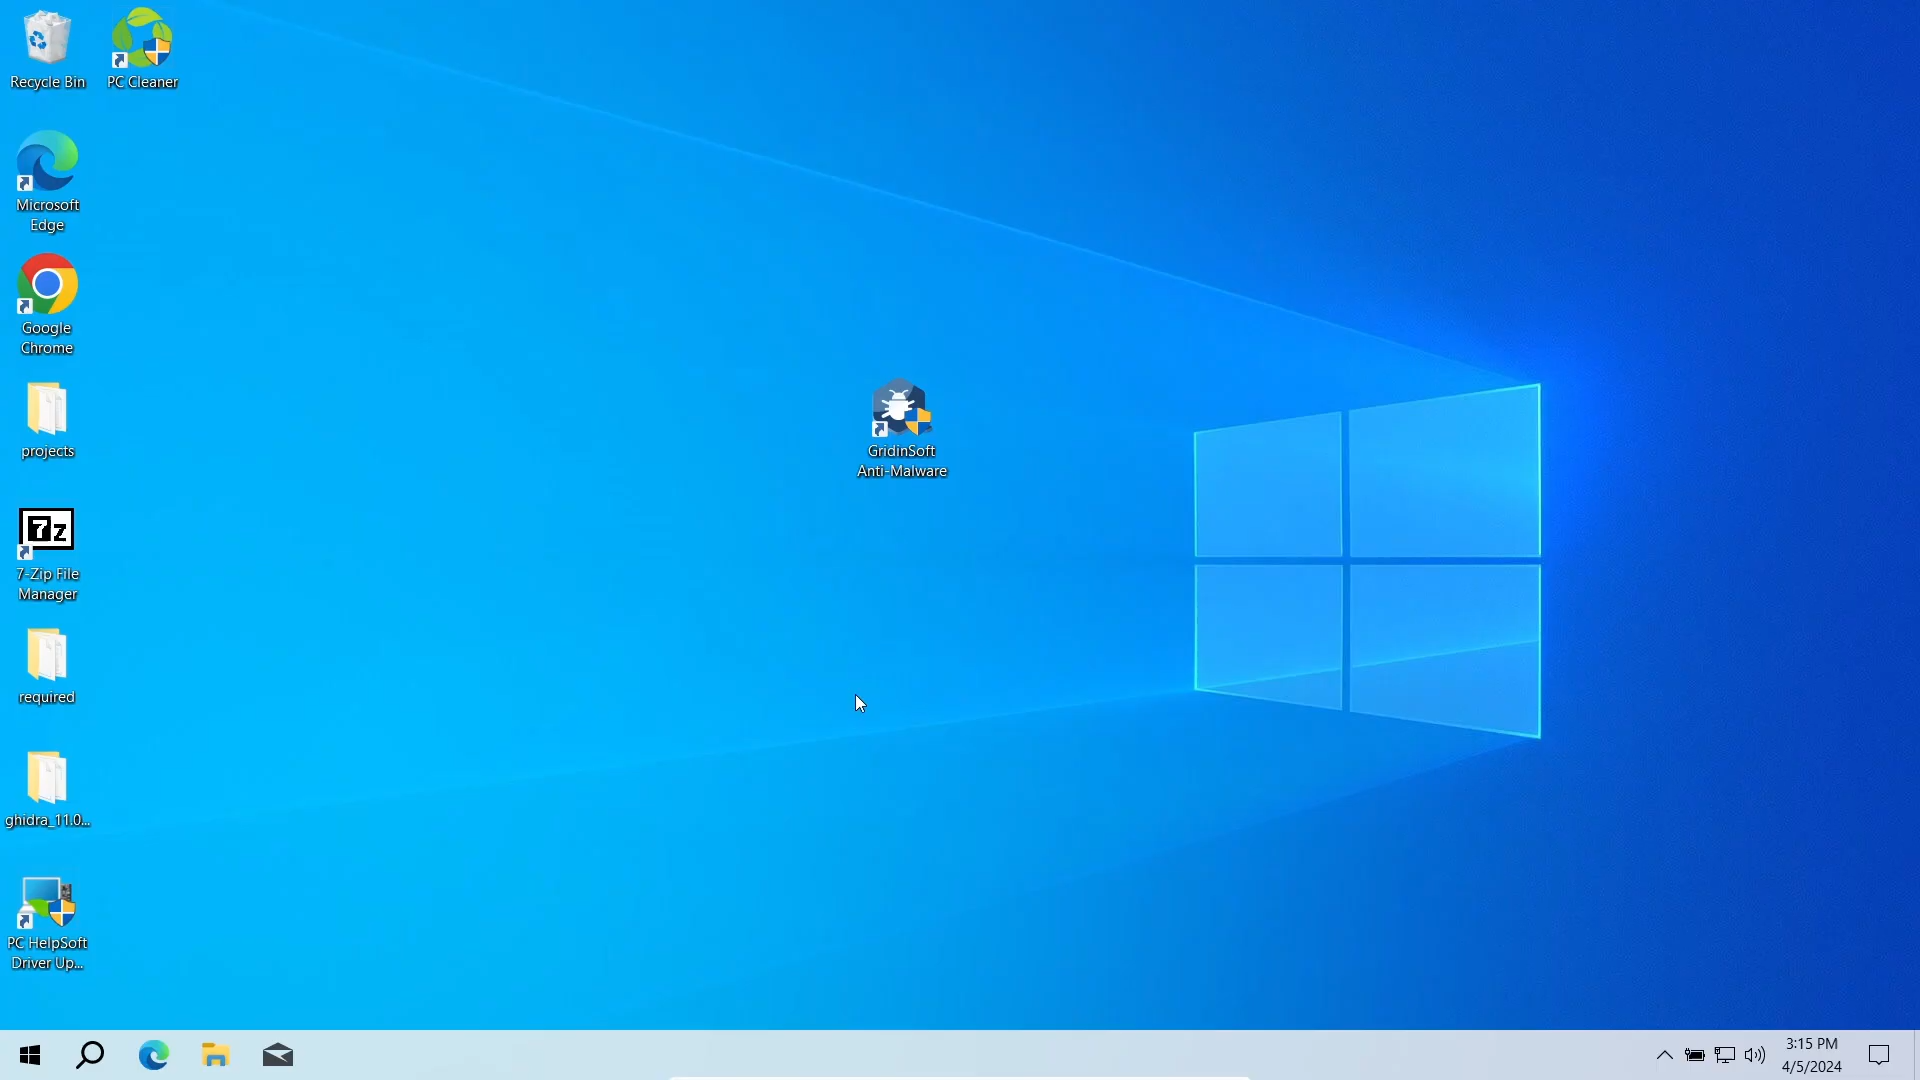 Recycle Bin
PC Cleaner
Microsoft
Edge
Google
Chrome
projects
7z
7-Zip File
Manager
required
ghidra_11.0...
PC HelpSoft
Driver Up...
GridinSoft
Anti-Malware
3:15 PM
4/5/2024